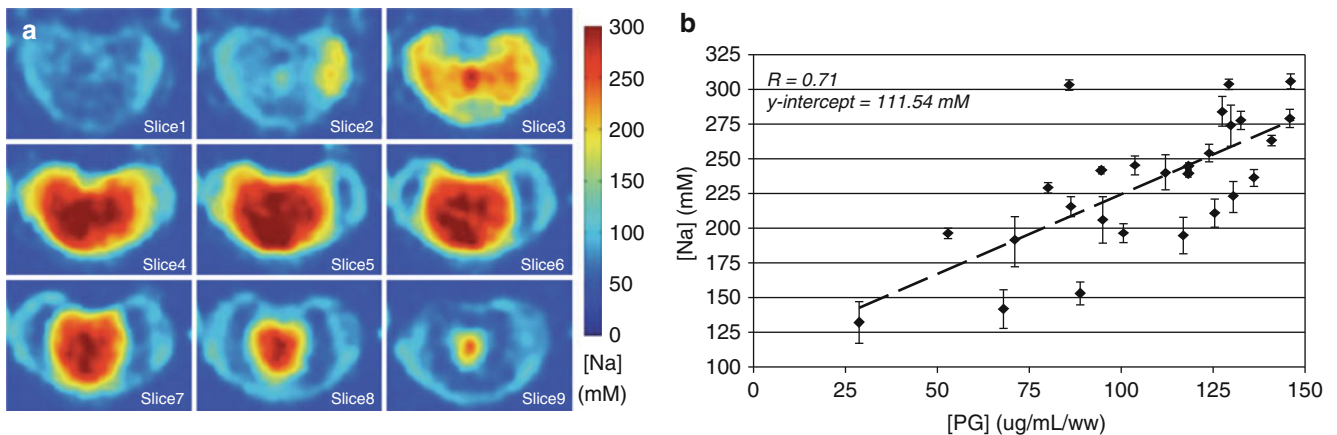 a
Slice1
Slice2
Slice3
Slice4
Slice5
Slice6
Slice7
Slice8
Slice9
300
250
200
150
100
50
0
[Na]
(mM)
b
325
300
275
250
225
200
175
150
125
100
[Na] (mM)
R = 0.71
y-intercept = 111.54 mM
0
25
50
75
100
125
150
[PG] (ug/mL/ww)